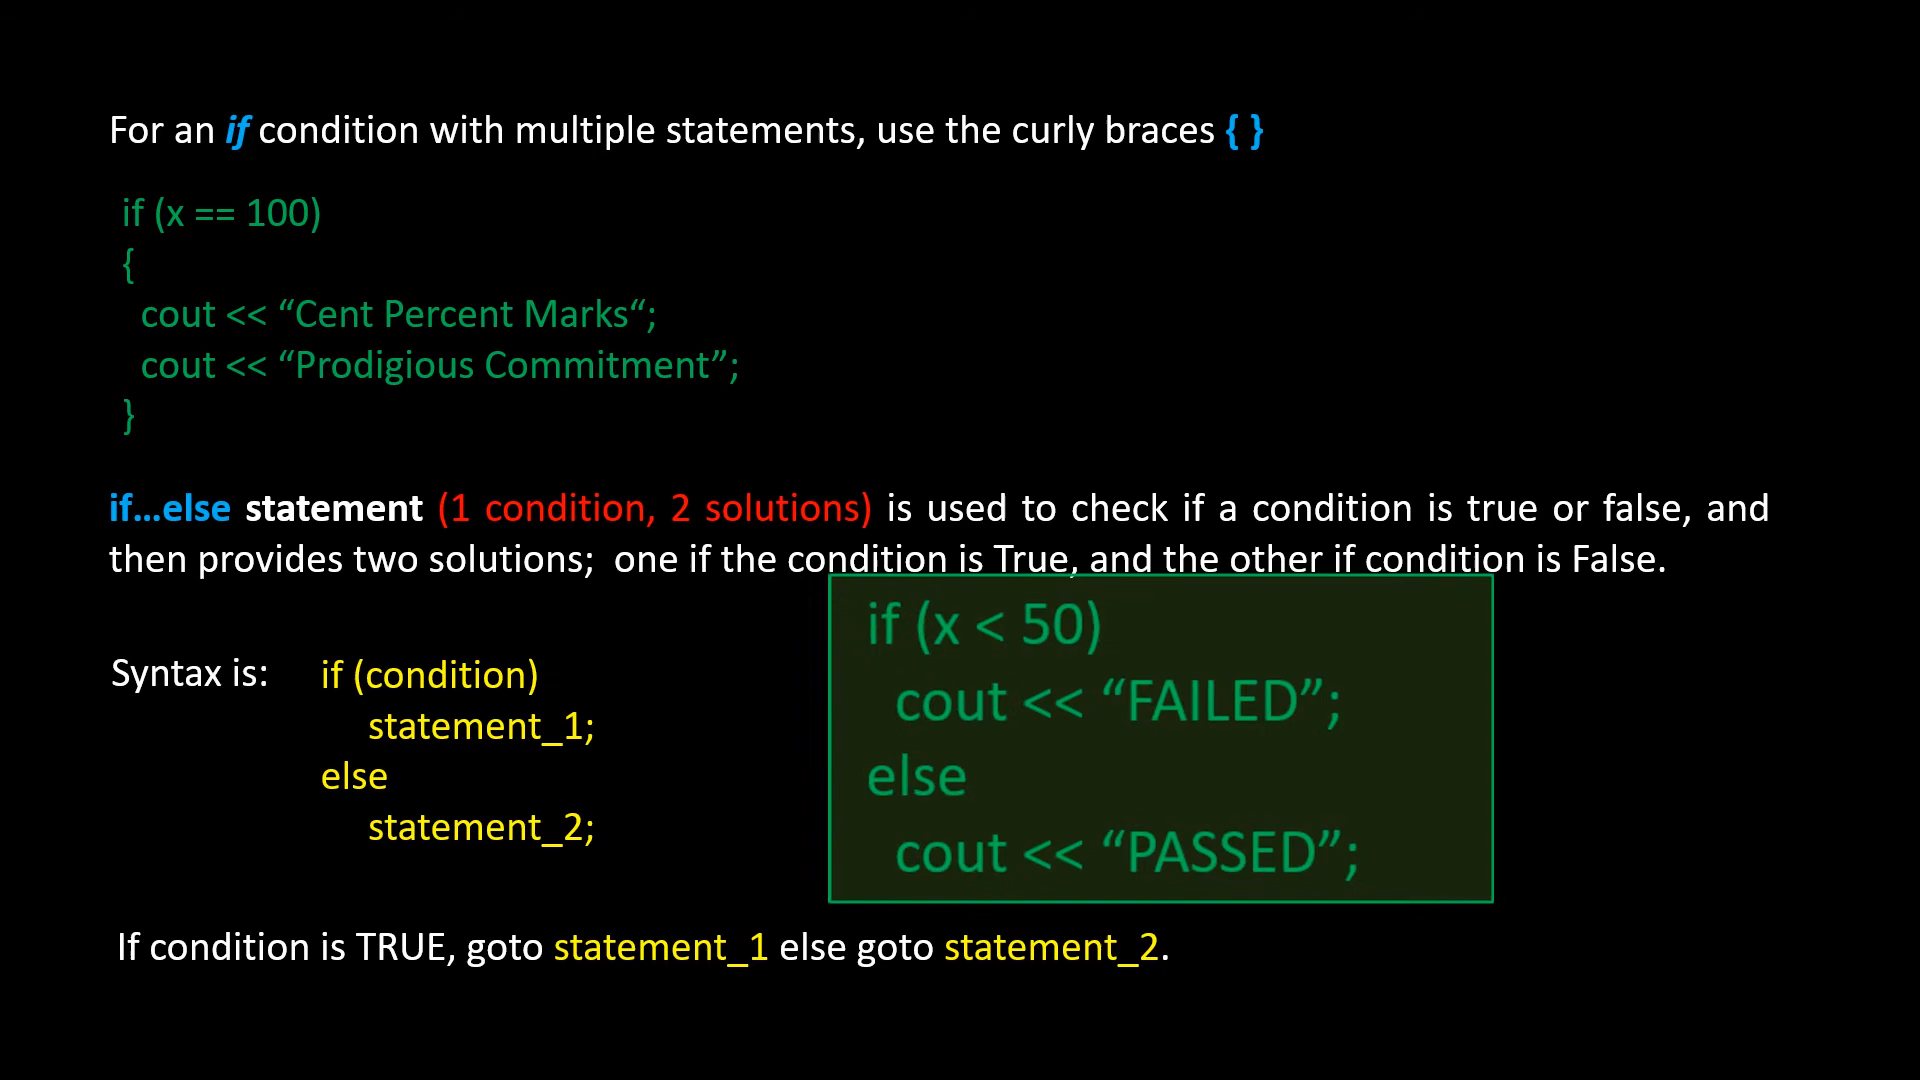 For an if condition with multiple statements, use the curly braces { }
if (x == 100)
{
cout << “Cent Percent Marks“;
cout << “Prodigious Commitment”;
}
if...else statement (1 condition, 2 solutions) is used to check if a condition is true or false, and
then provides two solutions; one if the condition is True, and the other if condition is False.
Syntax is:
if (condition)
statement_1;
else
statement_2;
if (x < 50)
cout << “FAILED”;
else
cout << “PASSED”;
If condition is TRUE, goto statement_1 else goto statement_2.